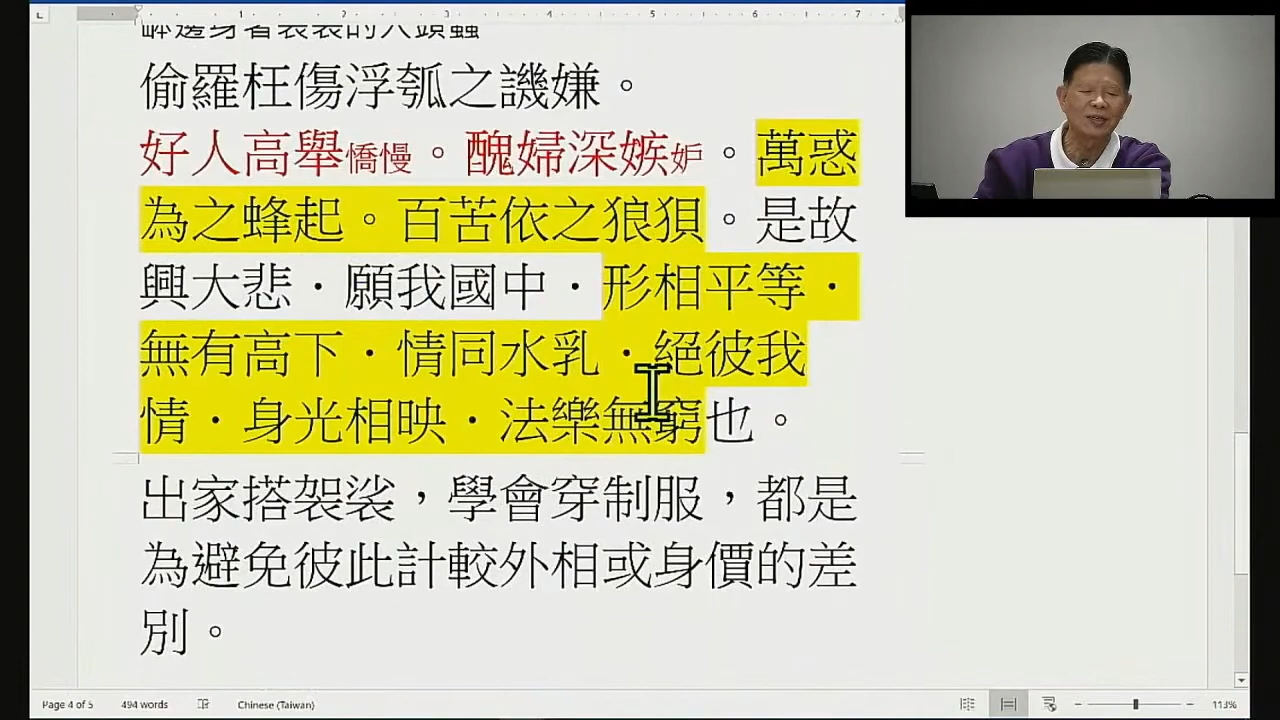 偷羅枉傷浮瓠之譏嫌。
好人高舉憍慢。醜婦深嫉妒。萬惑
為之蜂起。百苦依之狼狽。是故
興大悲．願我國中．形相平等．
無有高下．情同水乳．絕彼我
情．身光相映．法樂無窮也。
出家搭袈裟，學會穿制服，都是
為避免彼此計較外相或身價的差
別。
Page 4 of 5 494 words Chinese (Taiwan) 113%